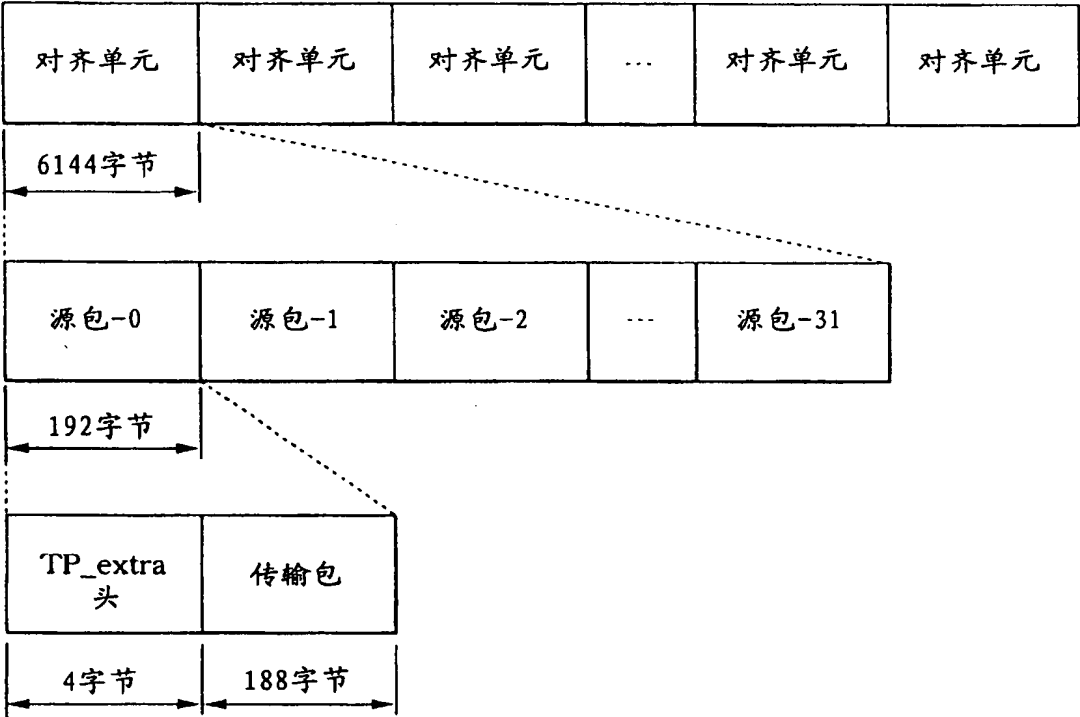 对齐单元 对齐单元 对齐单元 ... 对齐单元 对齐单元
6144字节
源包-0 源包-1 源包-2 ... 源包-31
192字节
TP_extra
头 传输包
4字节 188字节